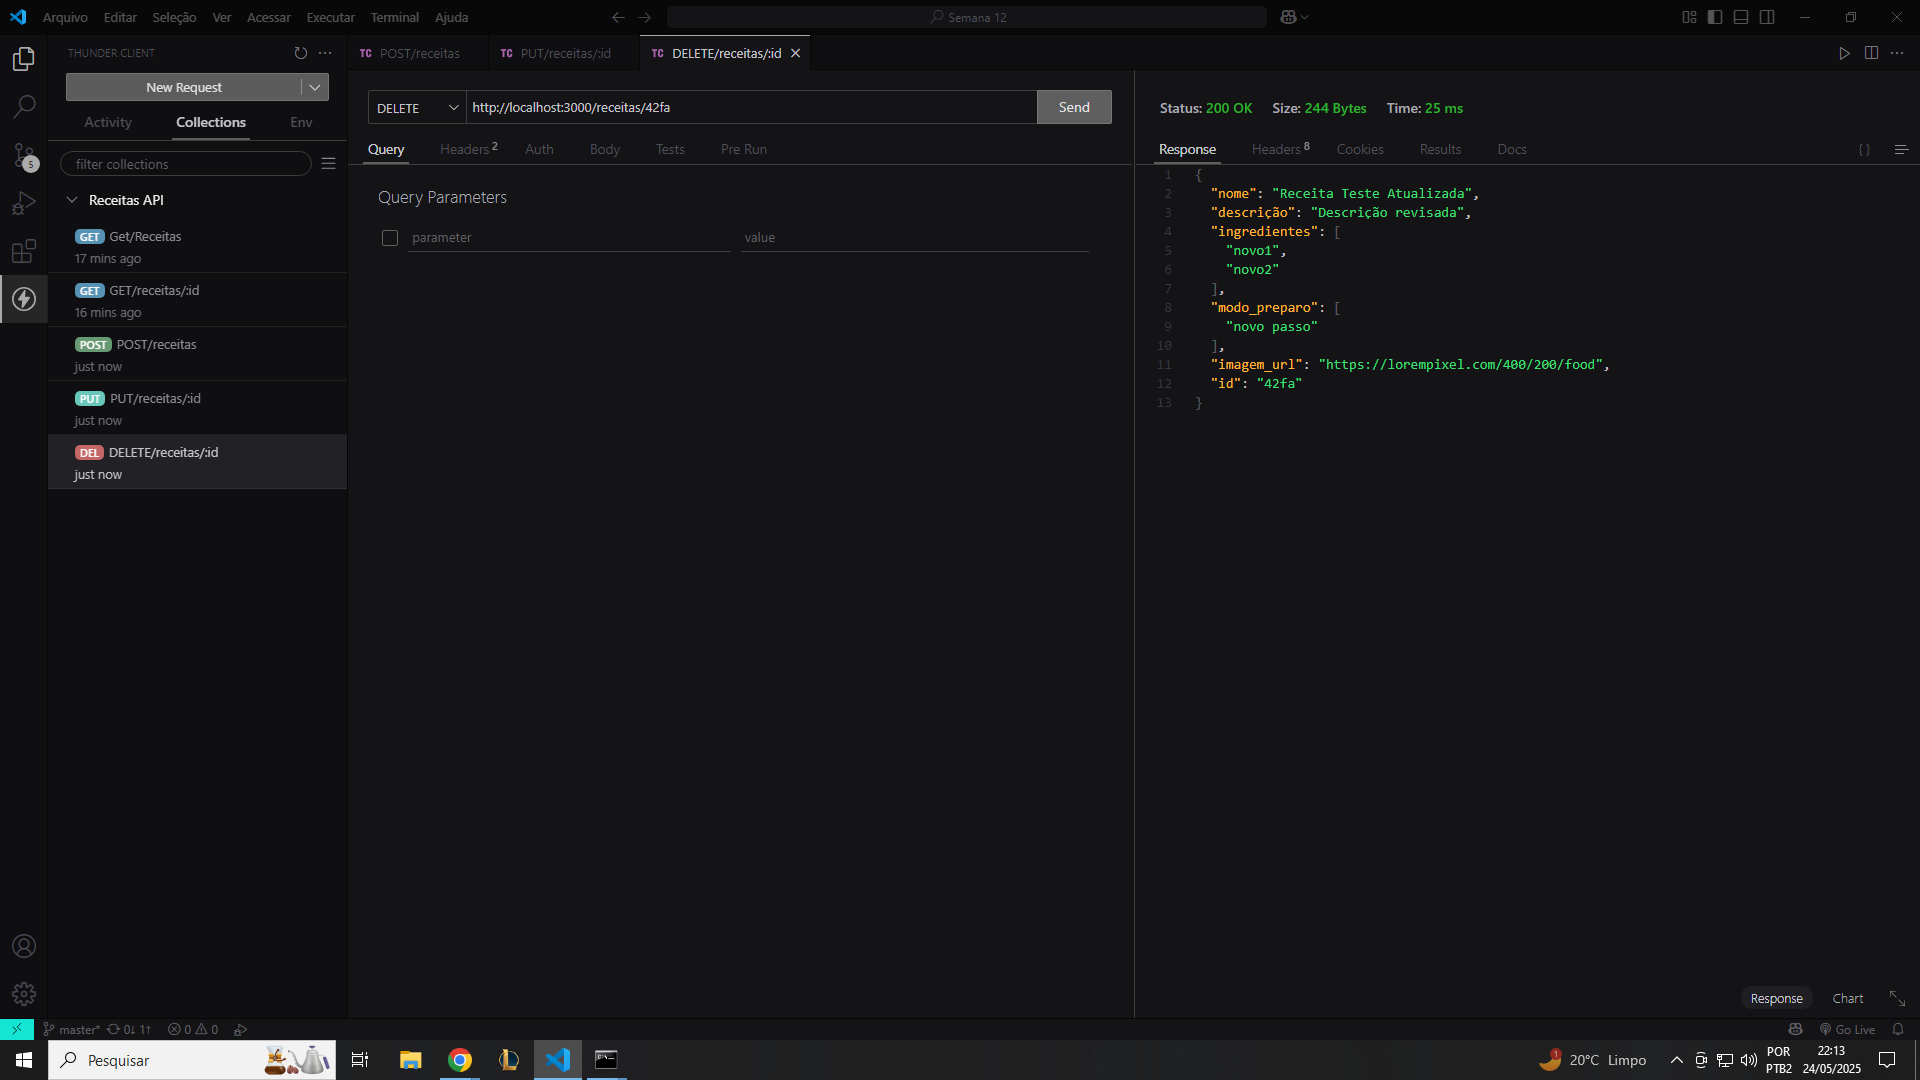 Arquivo Editar Seleção Ver Acessar Executar Terminal Ajuda
Semana 12
THUNDER CLIENT
New Request
Activity Collections Env
filter collections
Receitas API
GET Get/Receitas
17 mins ago
GET GET/receitas/:id
16 mins ago
POST POST/receitas
just now
PUT PUT/receitas/:id
just now
DEL DELETE/receitas/:id
just now
5
TC POST/receitas TC PUT/receitas/:id TC DELETE/receitas/:id
DELETE http://localhost:3000/receitas/42fa Send
Query Headers 2 Auth Body Tests Pre Run
Query Parameters
parameter value
Status: 200 OK Size: 244 Bytes Time: 25 ms
Response Headers 8 Cookies Results Docs { }
1 {
2 "nome": "Receita Teste Atualizada",
3 "descrição": "Descrição revisada",
4 "ingredientes": [
5 "novo1",
6 "novo2"
7 ],
8 "modo_preparo": [
9 "novo passo"
10 ],
11 "imagem_url": "https://lorempixel.com/400/200/food",
12 "id": "42fa"
13 }
Response Chart
master* 0↓ 1↑ 0 0 Go Live
Pesquisar 1 20°C Limpo POR 22:13
PTB2 24/05/2025